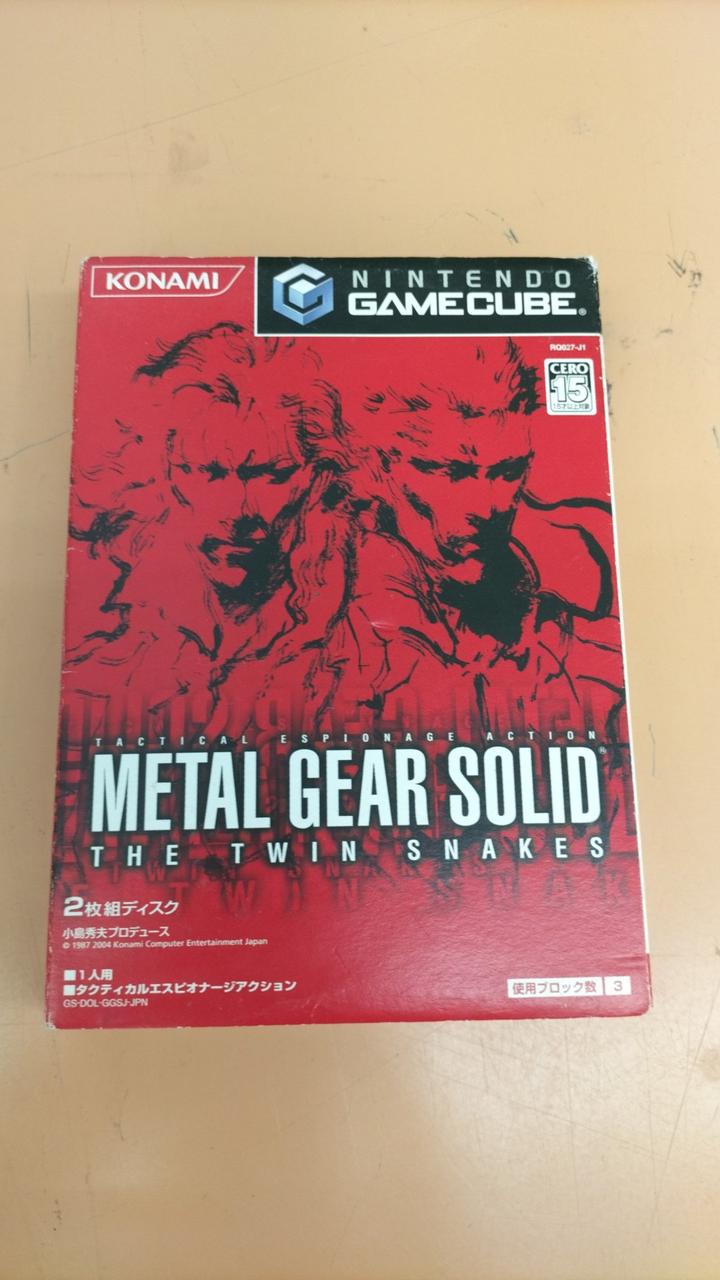 KONAMI
NINTENDO
GAMECUBE®
RQ027-J1
CERO
15
15才以上対象
TACTICAL ESPIONAGE ACTION
METAL GEAR SOLID®
THE TWIN SNAKES
2枚組ディスク
小島秀夫プロデュース
© 1987 2004 Konami Computer Entertainment Japan
■1人用
■タクティカルエスピオナージアクション
GS-DOL-GGSJ-JPN
使用ブロック数 3